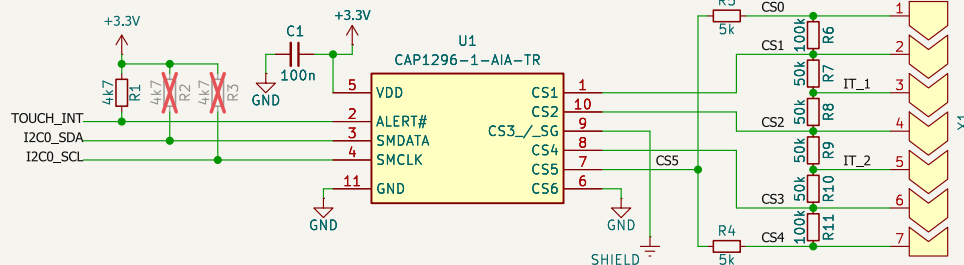 +3.3V
4k7
R1
4k7
R2
4k7
R3
TOUCH_INT
I2C0_SDA
I2C0_SCL
+3.3V
C1
100n
GND
U1
CAP1296-1-AIA-TR
5 VDD
2 ALERT#
3 SMDATA
4 SMCLK
11 GND
GND
CS1 1
CS2 10
CS3_/_SG 9
CS4 8
CS5 7
CS6 6
GND
SHIELD
CS5
R5
5k
R4
5k
CS0
CS1
IT_1
CS2
IT_2
CS3
CS4
100k
R6
50k
R7
50k
R8
50k
R9
50k
R10
100k
R11
1
2
3
4
5
6
7
X1